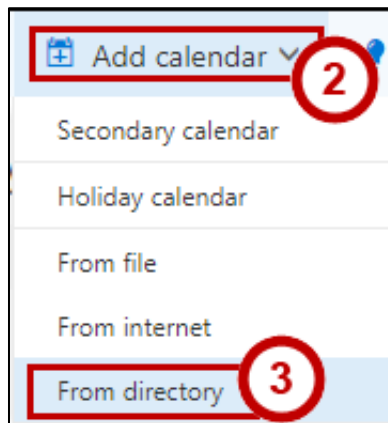 Add calendar
2
Secondary calendar
Holiday calendar
From file
From internet
From directory
3